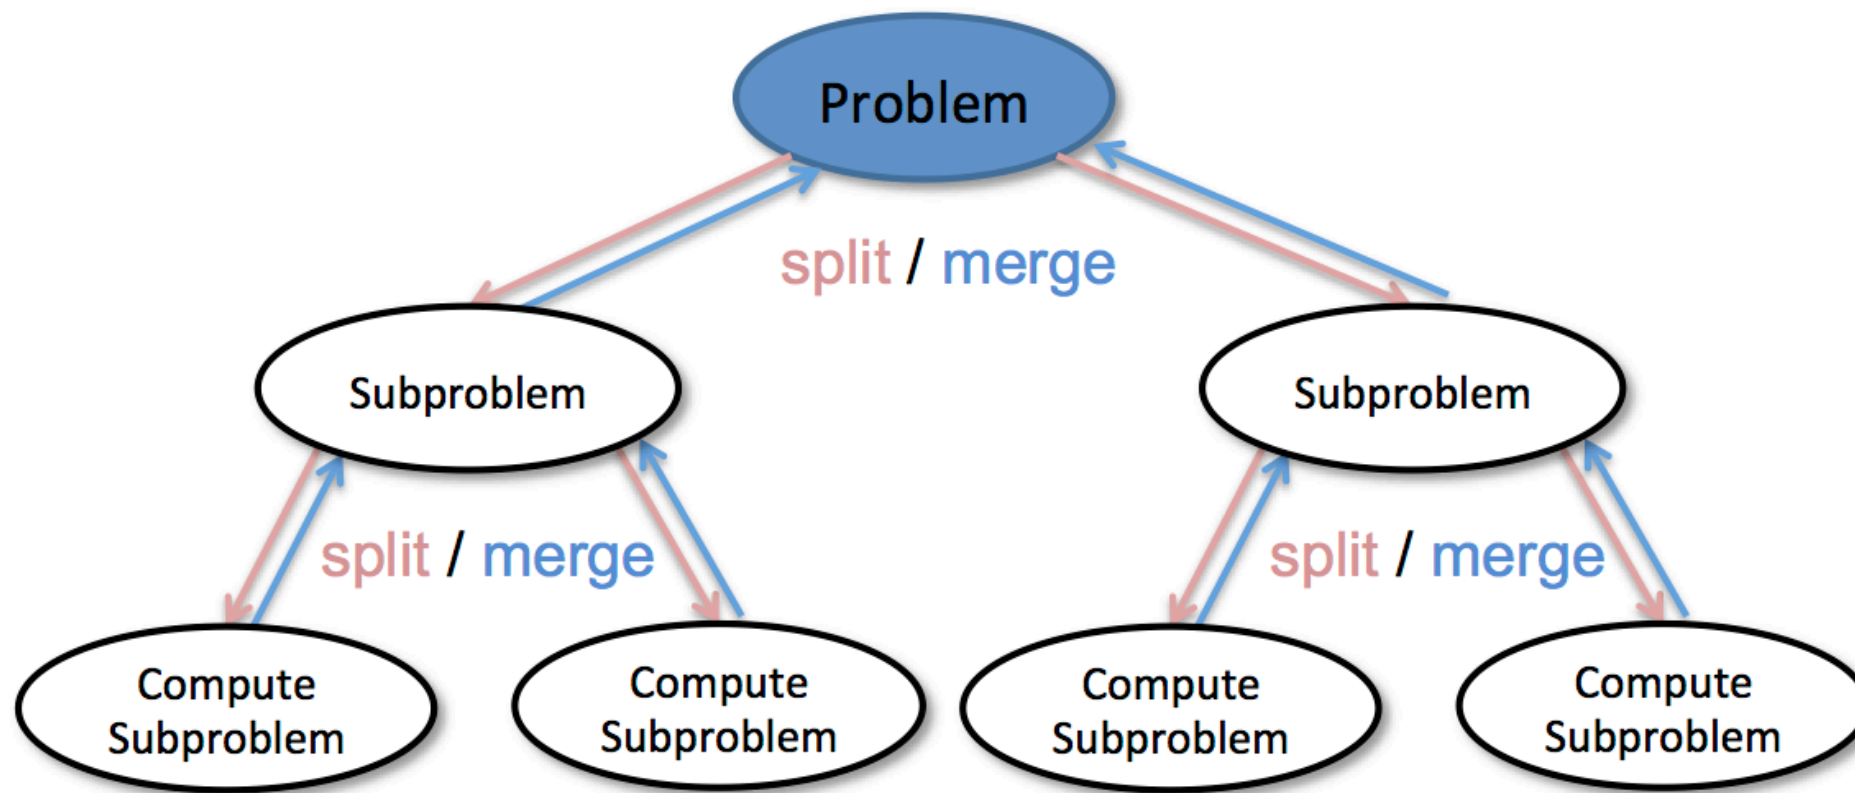 Problem
split / merge
Subproblem
Subproblem
split / merge
split / merge
Compute
Subproblem
Compute
Subproblem
Compute
Subproblem
Compute
Subproblem